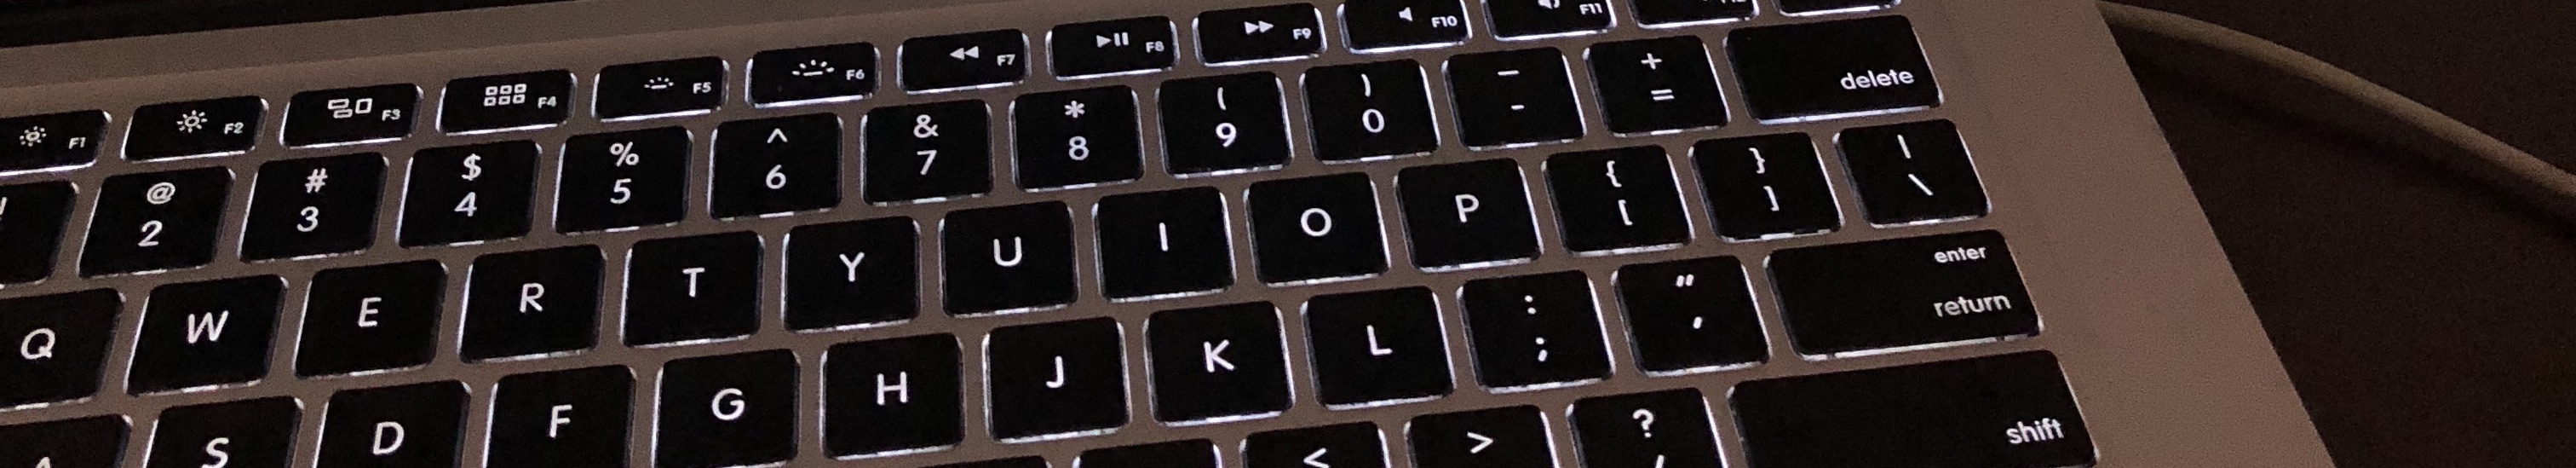 F1 F2 F3 F4 F5 F6 F7 F8 F9 F10 F11
@ # $ % ^ & * ( ) _ +
2 3 4 5 6 7 8 9 0 - = delete
Q W E R T Y U I O P { [ } ] | \
S D F G H J K L : ; " ' enter return
< > ? shift